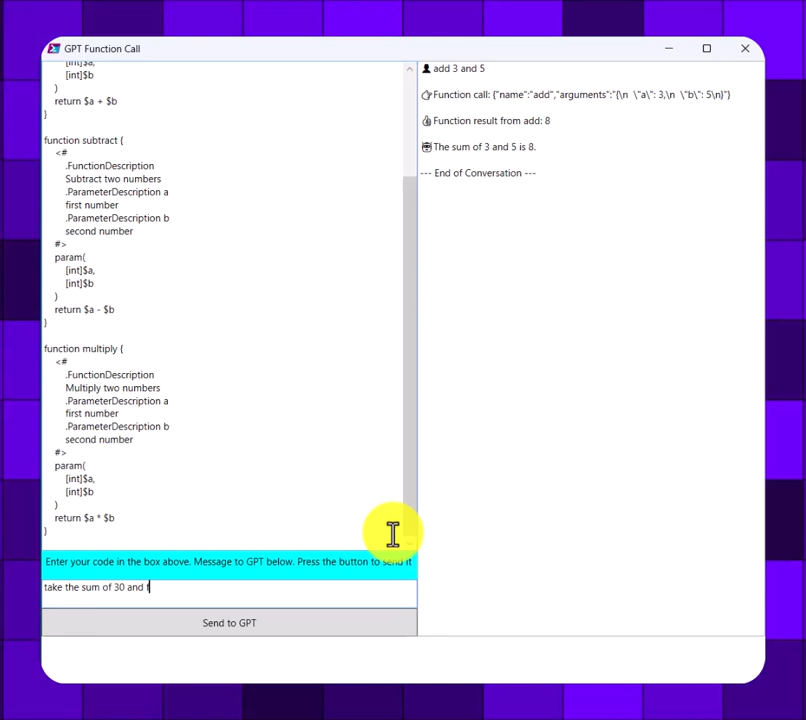 GPT Function Call
[int]$a,
[int]$b
)
return $a + $b
}
function subtract {
<#
.FunctionDescription
Subtract two numbers
.ParameterDescription a
first number
.ParameterDescription b
second number
#>
param(
[int]$a,
[int]$b
)
return $a - $b
}
function multiply {
<#
.FunctionDescription
Multiply two numbers
.ParameterDescription a
first number
.ParameterDescription b
second number
#>
param(
[int]$a,
[int]$b
)
return $a * $b
}
Enter your code in the box above. Message to GPT below. Press the button to send it
take the sum of 30 and f
Send to GPT
add 3 and 5
Function call: {"name":"add","arguments":"{\n  \"a\": 3,\n  \"b\": 5\n}"}
Function result from add: 8
The sum of 3 and 5 is 8.
--- End of Conversation ---